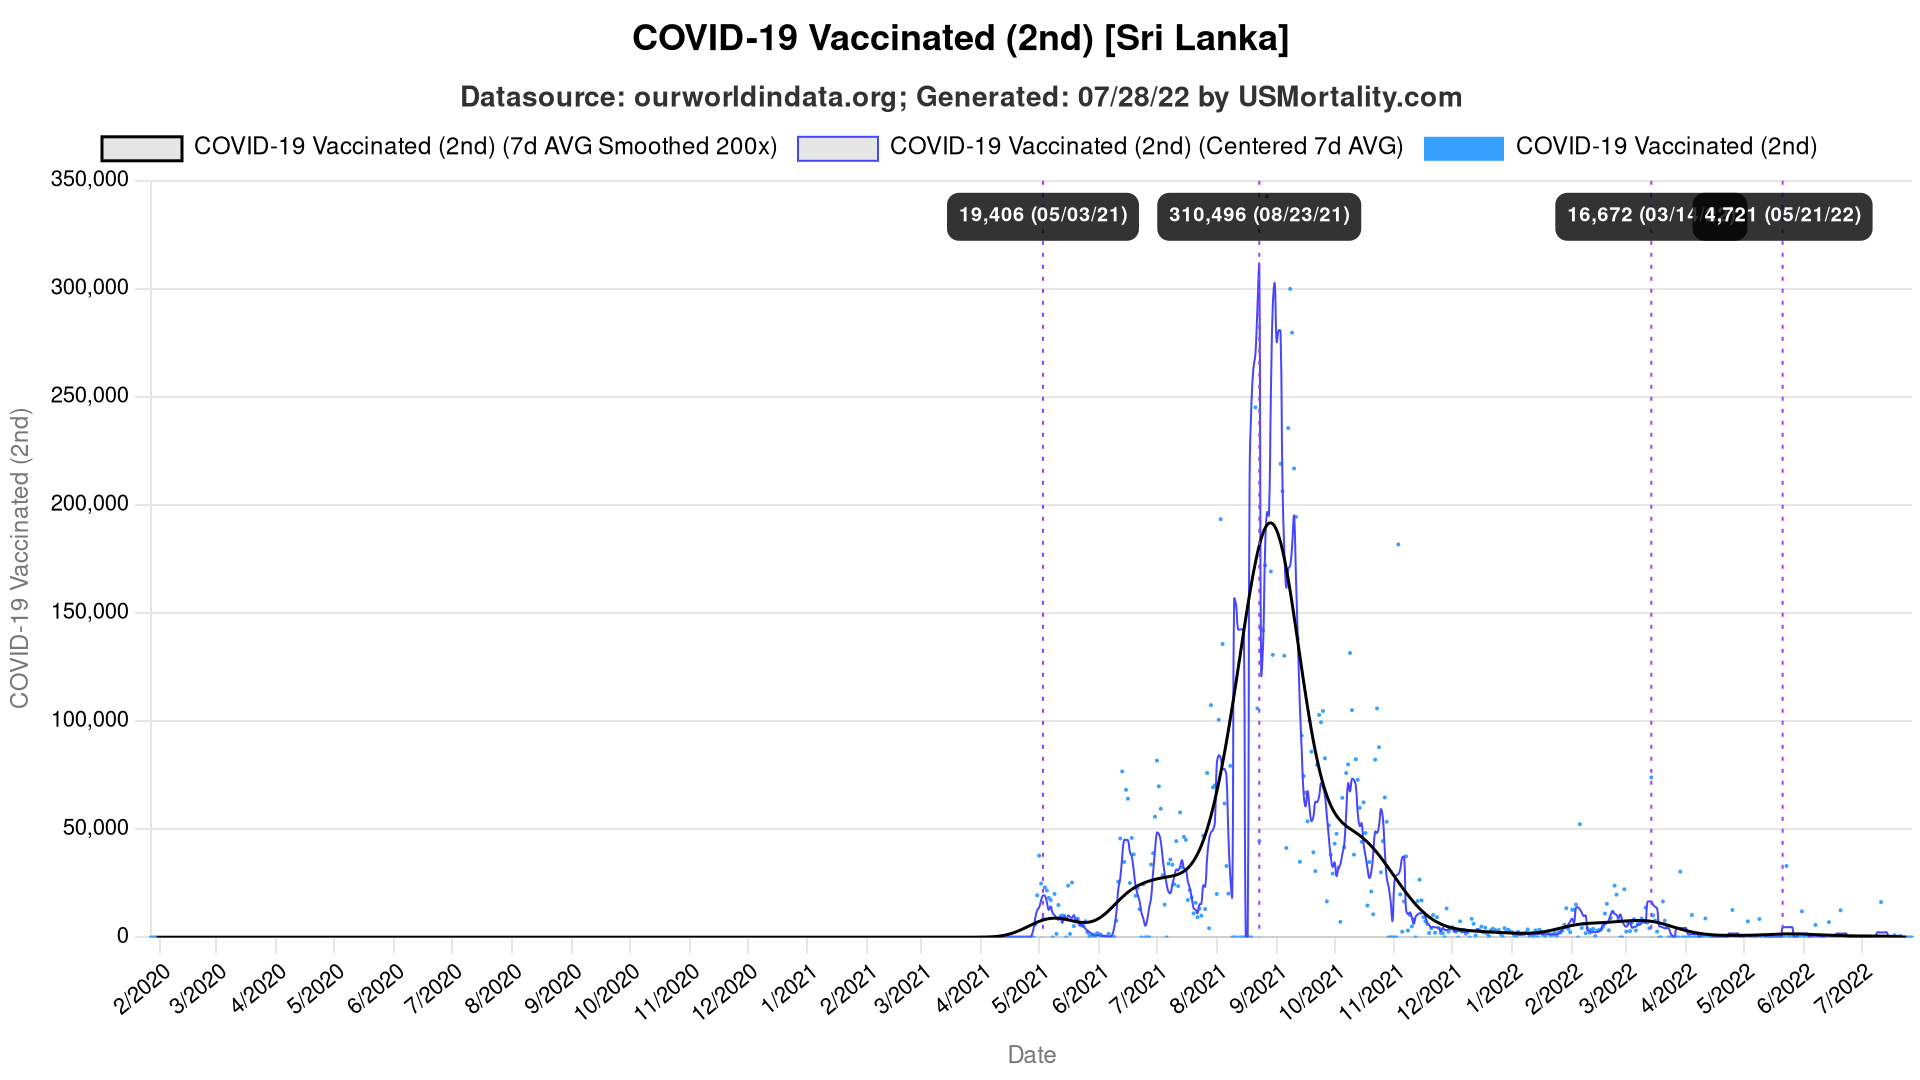 COVID-19 Vaccinated (2nd) [Sri Lanka]
Datasource: ourworldindata.org; Generated: 07/28/22 by USMortality.com
COVID-19 Vaccinated (2nd) (7d AVG Smoothed 200x) COVID-19 Vaccinated (2nd) (Centered 7d AVG) COVID-19 Vaccinated (2nd)
19,406 (05/03/21) 310,496 (08/23/21) 16,672 (03/14/ 4,721 (05/21/22)
350,000
300,000
250,000
200,000
150,000
100,000
50,000
0
COVID-19 Vaccinated (2nd)
2/2020 3/2020 4/2020 5/2020 6/2020 7/2020 8/2020 9/2020 10/2020 11/2020 12/2020 1/2021 2/2021 3/2021 4/2021 5/2021 6/2021 7/2021 8/2021 9/2021 10/2021 11/2021 12/2021 1/2022 2/2022 3/2022 4/2022 5/2022 6/2022 7/2022
Date